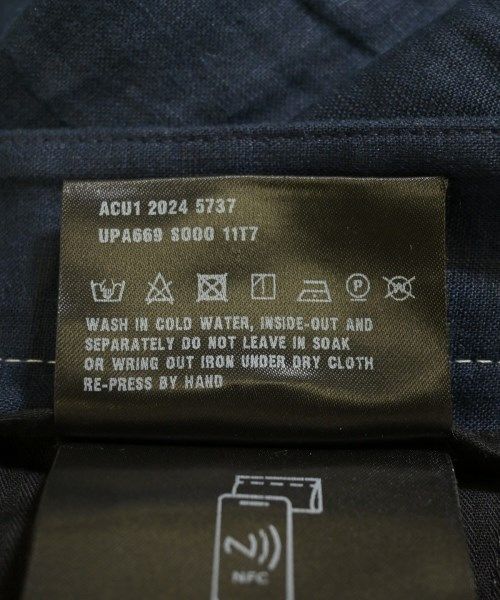 ACU1 2024 5737
UPA669 S000 11T7
P
WASH IN COLD WATER, INSIDE-OUT AND
SEPARATELY DO NOT LEAVE IN SOAK
OR WRING OUT IRON UNDER DRY CLOTH
RE-PRESS BY HAND
NFC